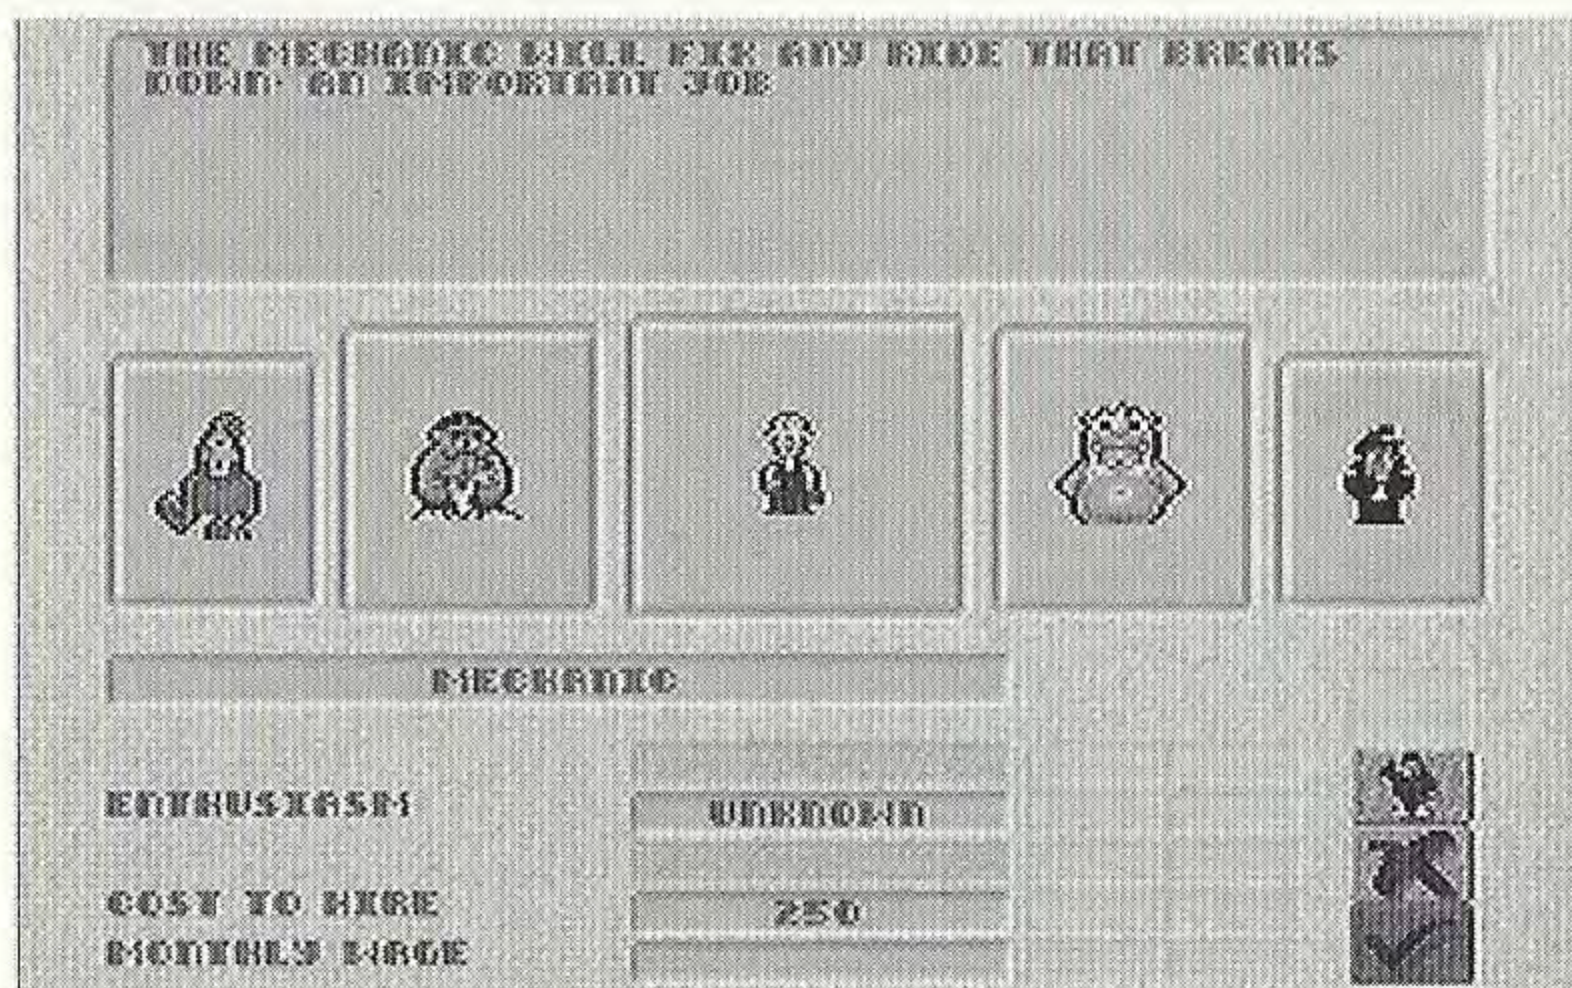 THE MECHANIC WILL FIX ANY RIDE THAT BREAKS
DOWN. AN IMPORTANT JOB
MECHANIC
ENTHUSIASM
UNKNOWN
COST TO HIRE
250
MONTHLY WAGE